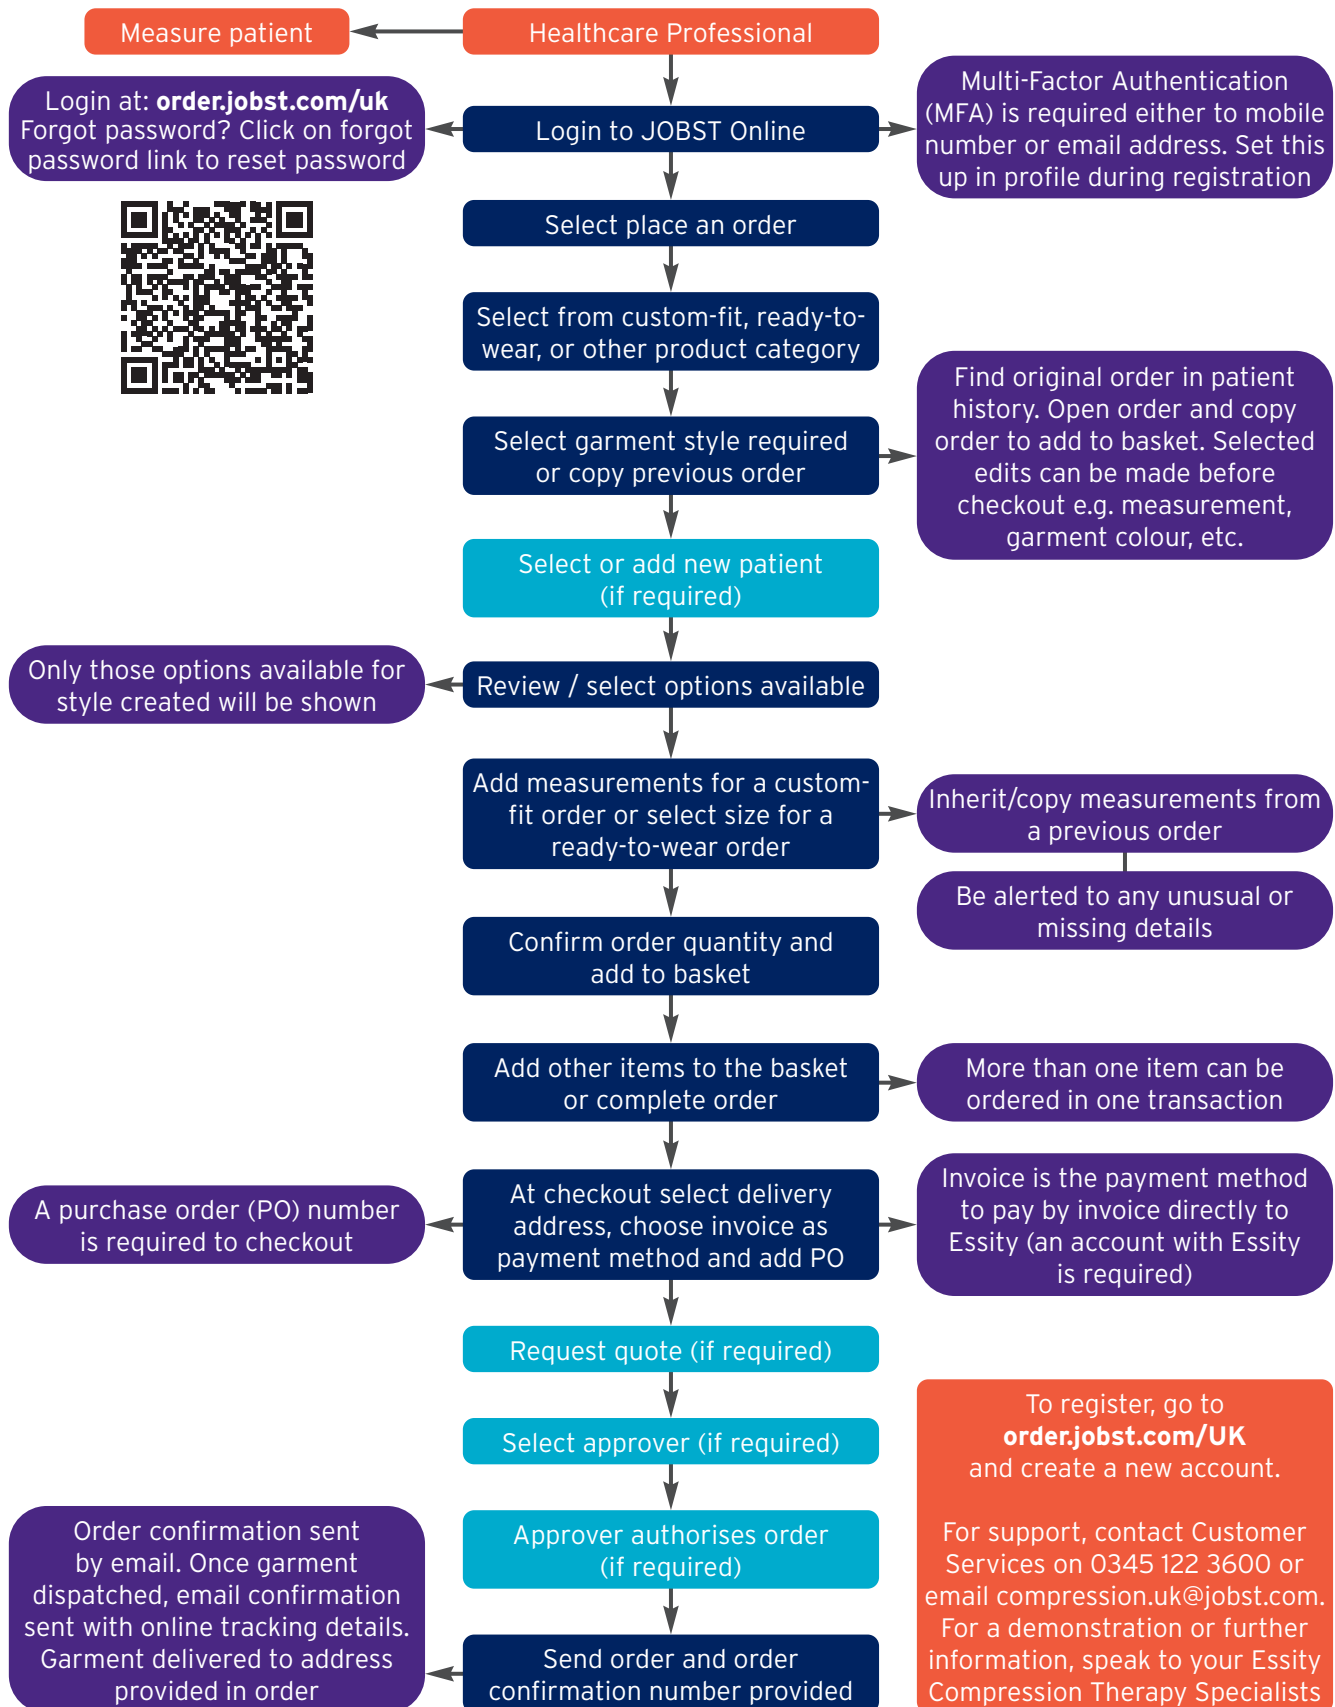 Measure patient
Healthcare Professional
Login at: order.jobst.com/uk
Forgot password? Click on forgot
password link to reset password
Login to JOBST Online
Multi-Factor Authentication
(MFA) is required either to mobile
number or email address. Set this
up in profile during registration
Select place an order
Select from custom-fit, ready-to-
wear, or other product category
Select garment style required
or copy previous order
Find original order in patient
history. Open order and copy
order to add to basket. Selected
edits can be made before
checkout e.g. measurement,
garment colour, etc.
Select or add new patient
(if required)
Only those options available for
style created will be shown
Review / select options available
Add measurements for a custom-
fit order or select size for a
ready-to-wear order
Inherit/copy measurements from
a previous order
Be alerted to any unusual or
missing details
Confirm order quantity and
add to basket
Add other items to the basket
or complete order
More than one item can be
ordered in one transaction
A purchase order (PO) number
is required to checkout
At checkout select delivery
address, choose invoice as
payment method and add PO
Invoice is the payment method
to pay by invoice directly to
Essity (an account with Essity
is required)
Request quote (if required)
Select approver (if required)
Approver authorises order
(if required)
Order confirmation sent
by email. Once garment
dispatched, email confirmation
sent with online tracking details.
Garment delivered to address
provided in order
Send order and order
confirmation number provided
To register, go to
order.jobst.com/UK
and create a new account.
For support, contact Customer
Services on 0345 122 3600 or
email compression.uk@jobst.com.
For a demonstration or further
information, speak to your Essity
Compression Therapy Specialists